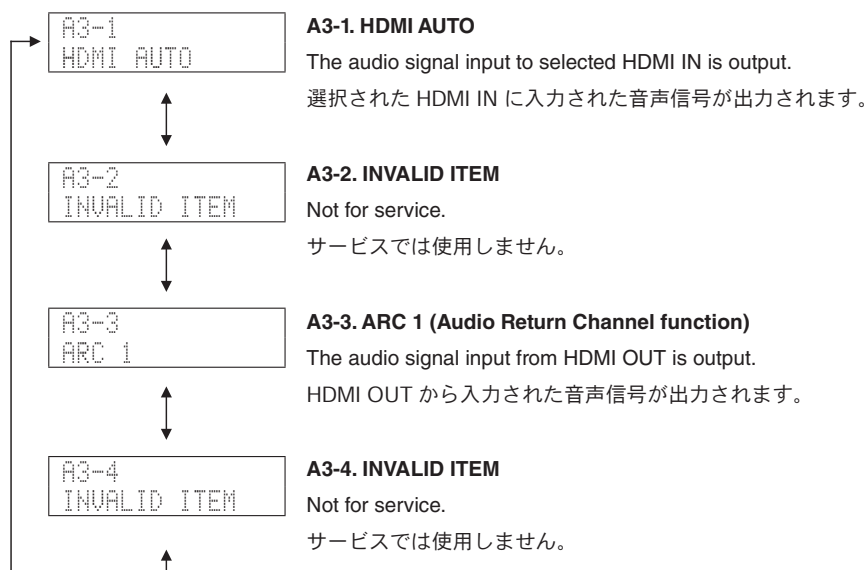 A3-1
HDMI AUTO
A3-1. HDMI AUTO
The audio signal input to selected HDMI IN is output.
選択された HDMI IN に入力された音声信号が出力されます。
A3-2
INVALID ITEM
A3-2. INVALID ITEM
Not for service.
サービスでは使用しません。
A3-3
ARC 1
A3-3. ARC 1 (Audio Return Channel function)
The audio signal input from HDMI OUT is output.
HDMI OUT から入力された音声信号が出力されます。
A3-4
INVALID ITEM
A3-4. INVALID ITEM
Not for service.
サービスでは使用しません。